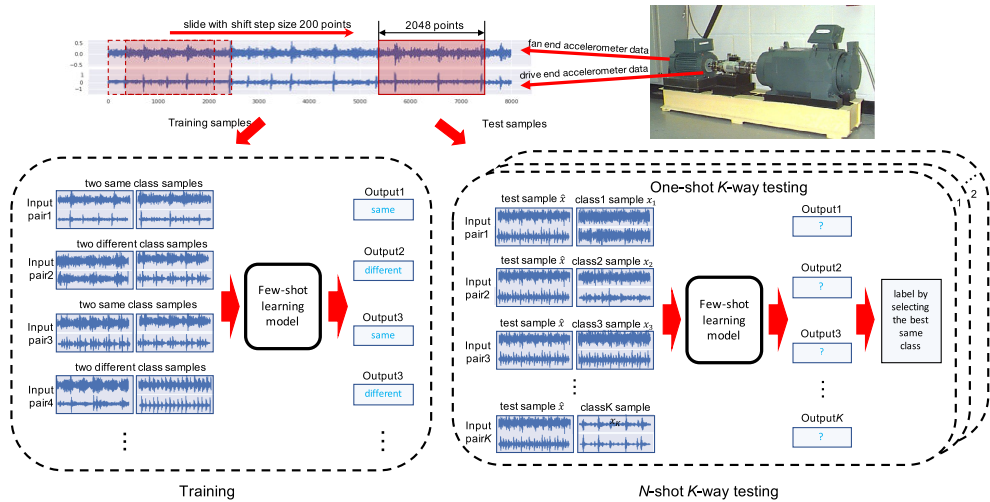 slide with shift step size 200 points
2048 points
fan end accelerometer data
drive end accelerometer data
0.5
0.0
−0.5
1
0
−1
0 1000 2000 3000 4000 5000 6000 7000 8000
Training samples
Test samples
two same class samples
Input pair1
Output1
same
two different class samples
Input pair2
Output2
different
two same class samples
Input pair3
Output3
same
two different class samples
Input pair4
Output3
different
Few-shot
learning
model
⋮
⋮
Training
One-shot K-way testing
1
2
...
test sample x̂ class1 sample x₁
Input pair1
Output1
?
test sample x̂ class2 sample x₂
Input pair2
Output2
?
test sample x̂ class3 sample x₃
Input pair3
Output3
?
⋮
⋮
test sample x̂ classK sample
x_K
Input pairK
OutputK
?
Few-shot
learning
model
label by
selecting
the best
same
class
N-shot K-way testing